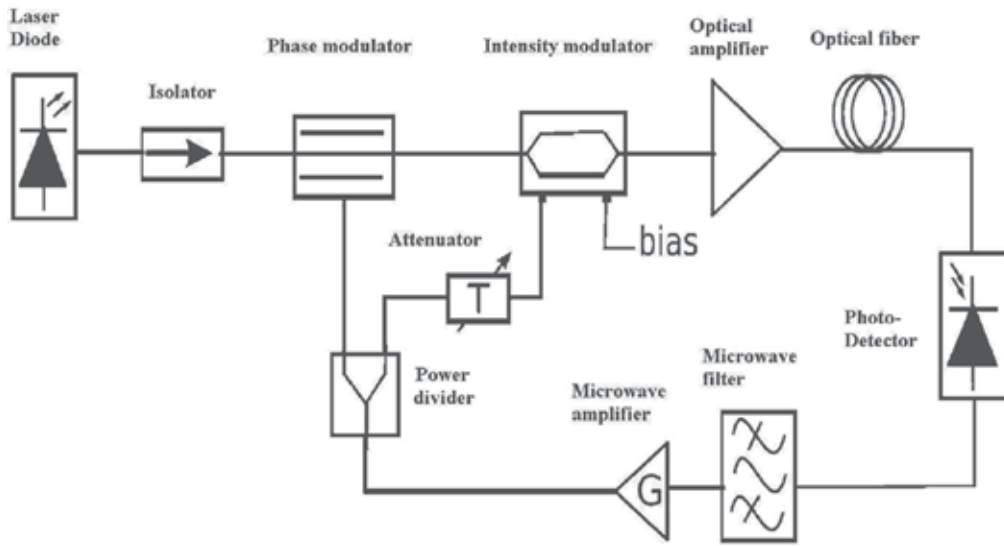 Laser
Diode
Isolator
Phase modulator
Intensity modulator
Optical
amplifier
Optical fiber
Attenuator
T
bias
Power
divider
Microwave
amplifier
G
Microwave
filter
Photo-
Detector